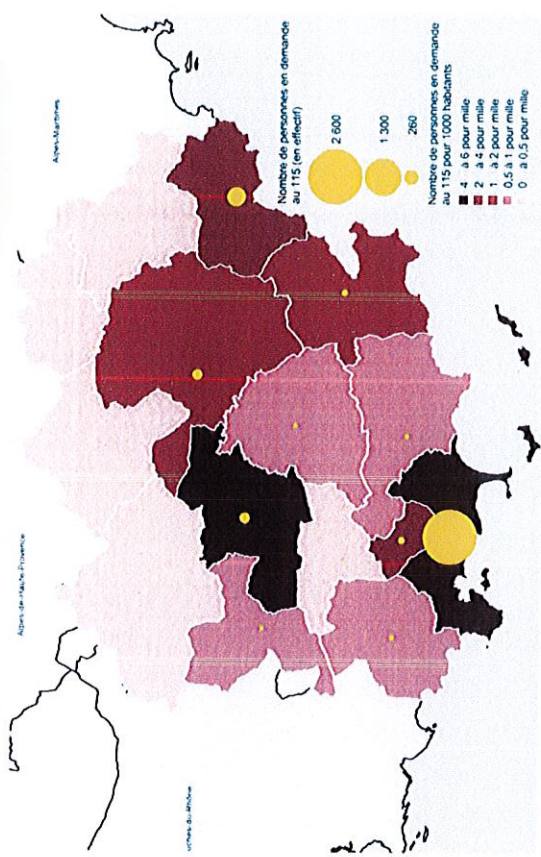 Alpes-de-Haute-Provence
Alpes-Maritimes
uches-du-Rhône
Nombre de personnes en demande
au 115 (en effectif)
2 600
1 300
260
Nombre de personnes en demande
au 115 pour 1000 habitants
4 à 6 pour mille
2 à 4 pour mille
1 à 2 pour mille
0,5 à 1 pour mille
0 à 0,5 pour mille